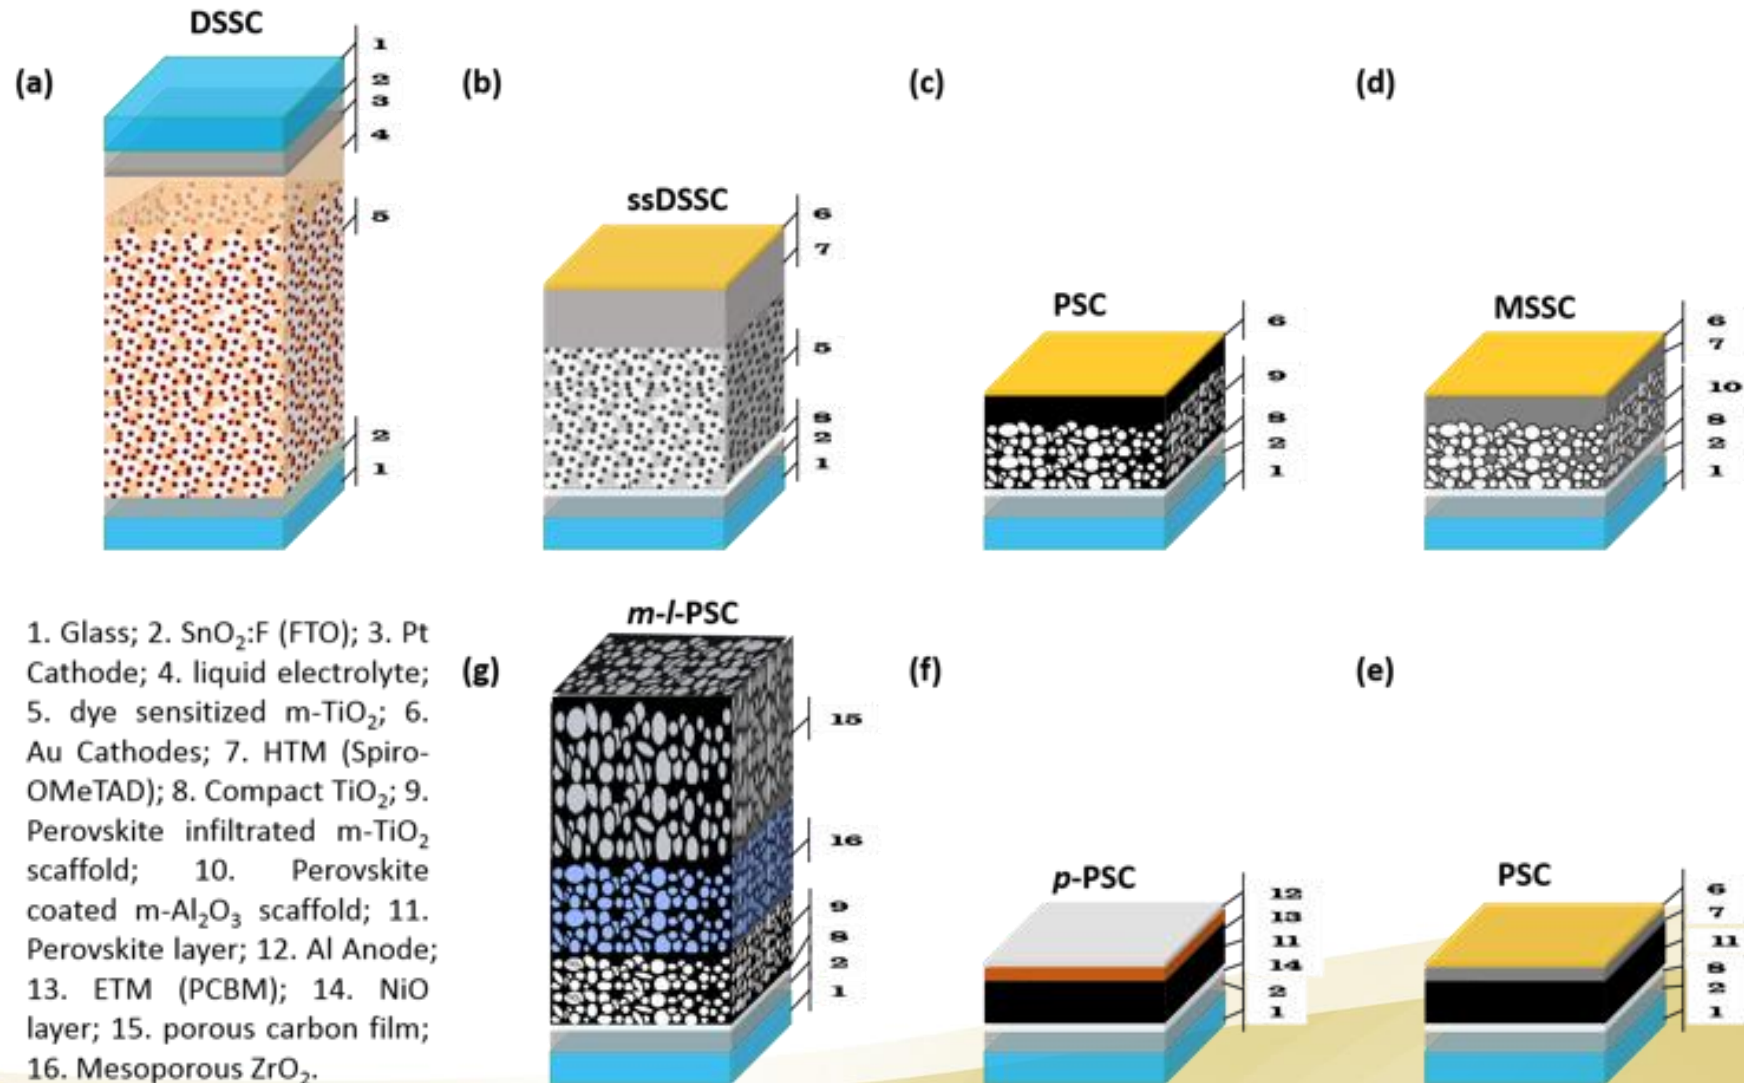 DSSC
(a)
1
2
3
4
5
2
1
(b)
ssDSSC
6
7
5
8
2
1
(c)
PSC
6
9
8
2
1
(d)
MSSC
6
7
10
8
2
1
1. Glass; 2. SnO₂:F (FTO); 3. Pt
Cathode; 4. liquid electrolyte;
5. dye sensitized m-TiO₂; 6.
Au Cathodes; 7. HTM (Spiro-
OMeTAD); 8. Compact TiO₂; 9.
Perovskite infiltrated m-TiO₂
scaffold; 10. Perovskite
coated m-Al₂O₃ scaffold; 11.
Perovskite layer; 12. Al Anode;
13. ETM (PCBM); 14. NiO
layer; 15. porous carbon film;
16. Mesoporous ZrO₂.
(g)
m-l-PSC
15
16
9
8
2
1
(f)
p-PSC
12
13
11
14
2
1
(e)
PSC
6
7
11
8
2
1